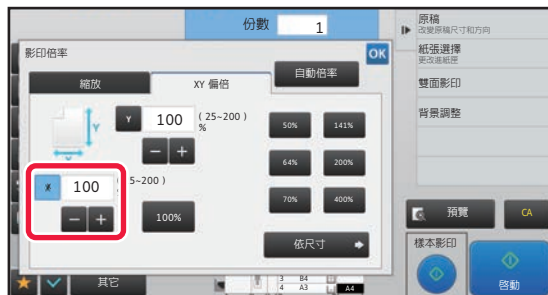 份數 1
影印倍率
OK
縮放
XY 偏倍
自動倍率
Y 100 (25~200) %
50% 141%
64% 200%
Y
X
X 100 5~200 )
70% 400%
100%
依尺寸
原稿
改變原稿尺寸和方向
紙張選擇
更改進紙匣
雙面影印
背景調整
預覽 CA
樣本影印
啓動
其它
3 B4
4 A3
A4